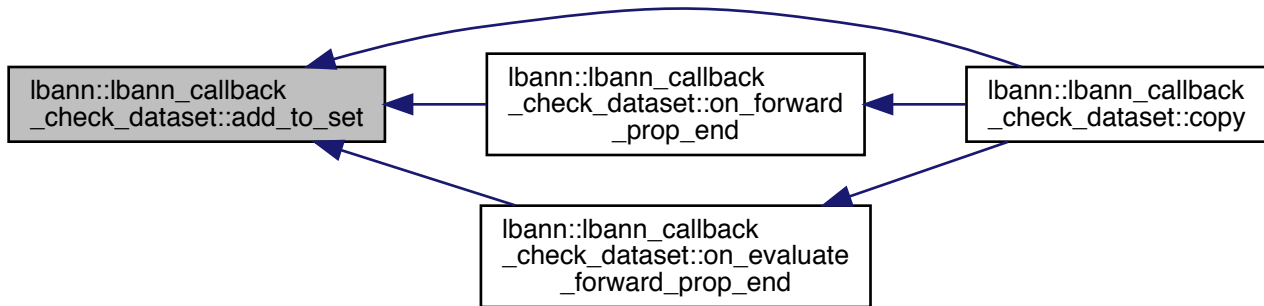 lbann::lbann_callback
_check_dataset::add_to_set
lbann::lbann_callback
_check_dataset::on_forward
_prop_end
lbann::lbann_callback
_check_dataset::copy
lbann::lbann_callback
_check_dataset::on_evaluate
_forward_prop_end